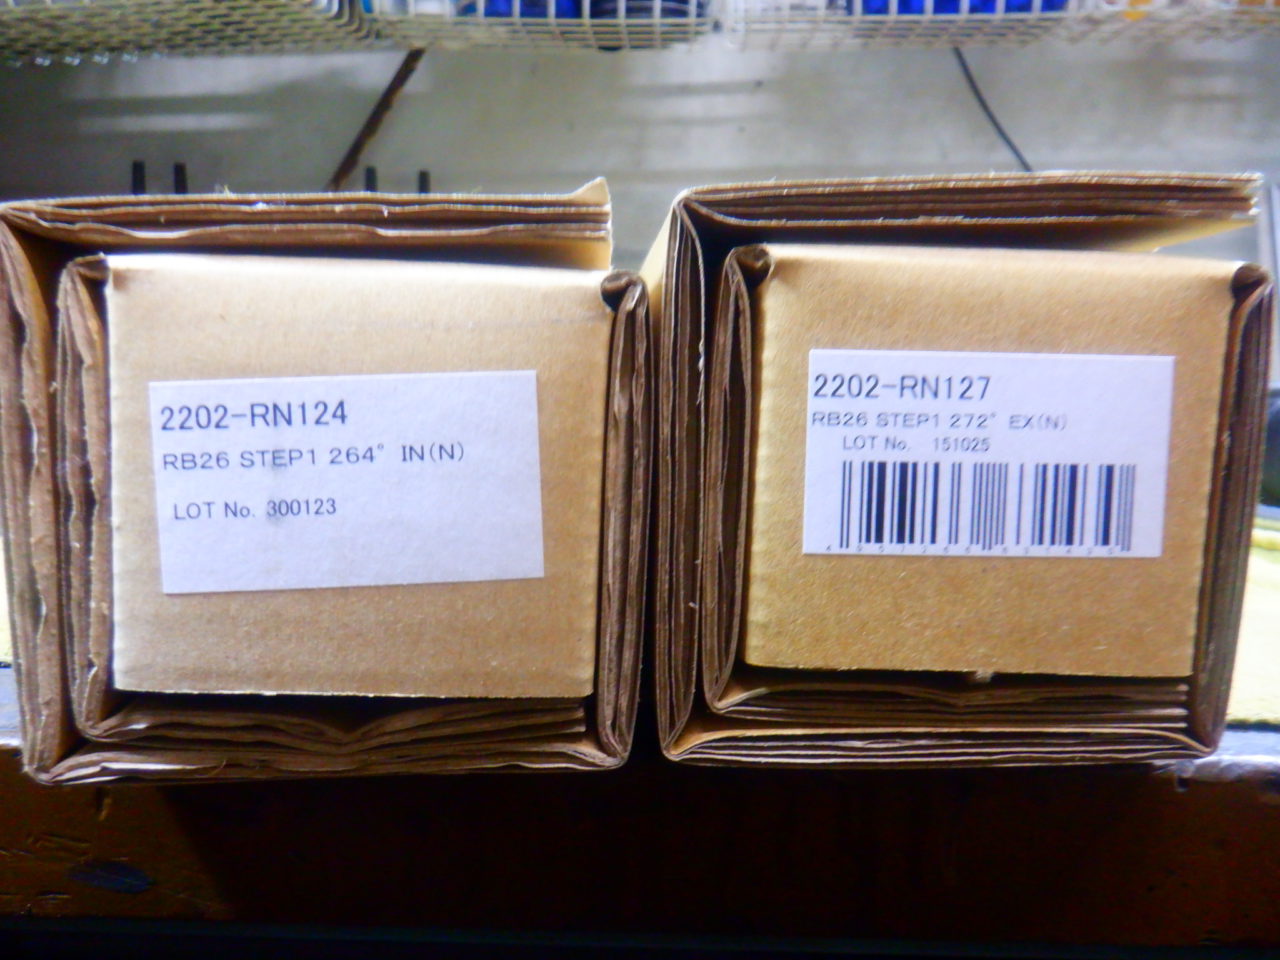 2202-RN124
RB26 STEP1 264° IN(N)
LOT No. 300123
2202-RN127
RB26 STEP1 272° EX(N)
LOT No. 151025